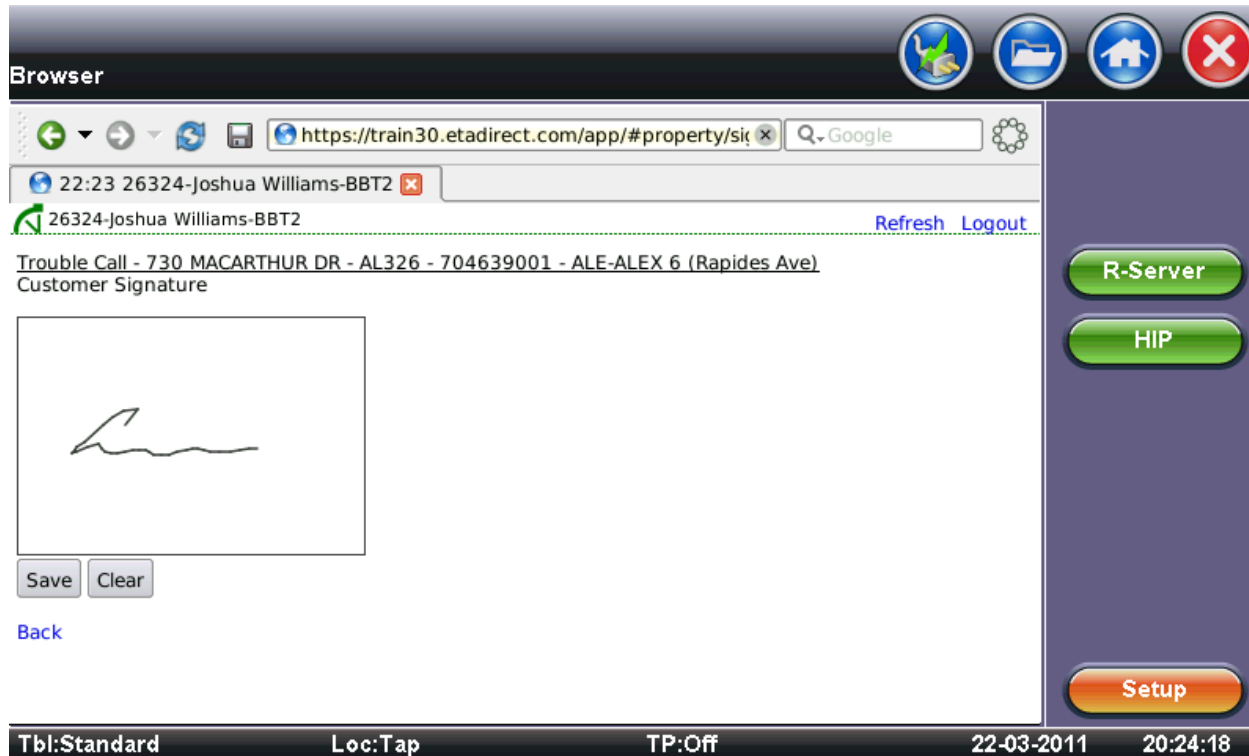 Browser
https://train30.etadirect.com/app/#property/sig
Google
22:23 26324-Joshua Williams-BBT2
26324-Joshua Williams-BBT2
Refresh Logout
Trouble Call - 730 MACARTHUR DR - AL326 - 704639001 - ALE-ALEX 6 (Rapides Ave)
Customer Signature
Save Clear
Back
R-Server
HIP
Setup
Tbl:Standard Loc:Tap TP:Off 22-03-2011 20:24:18